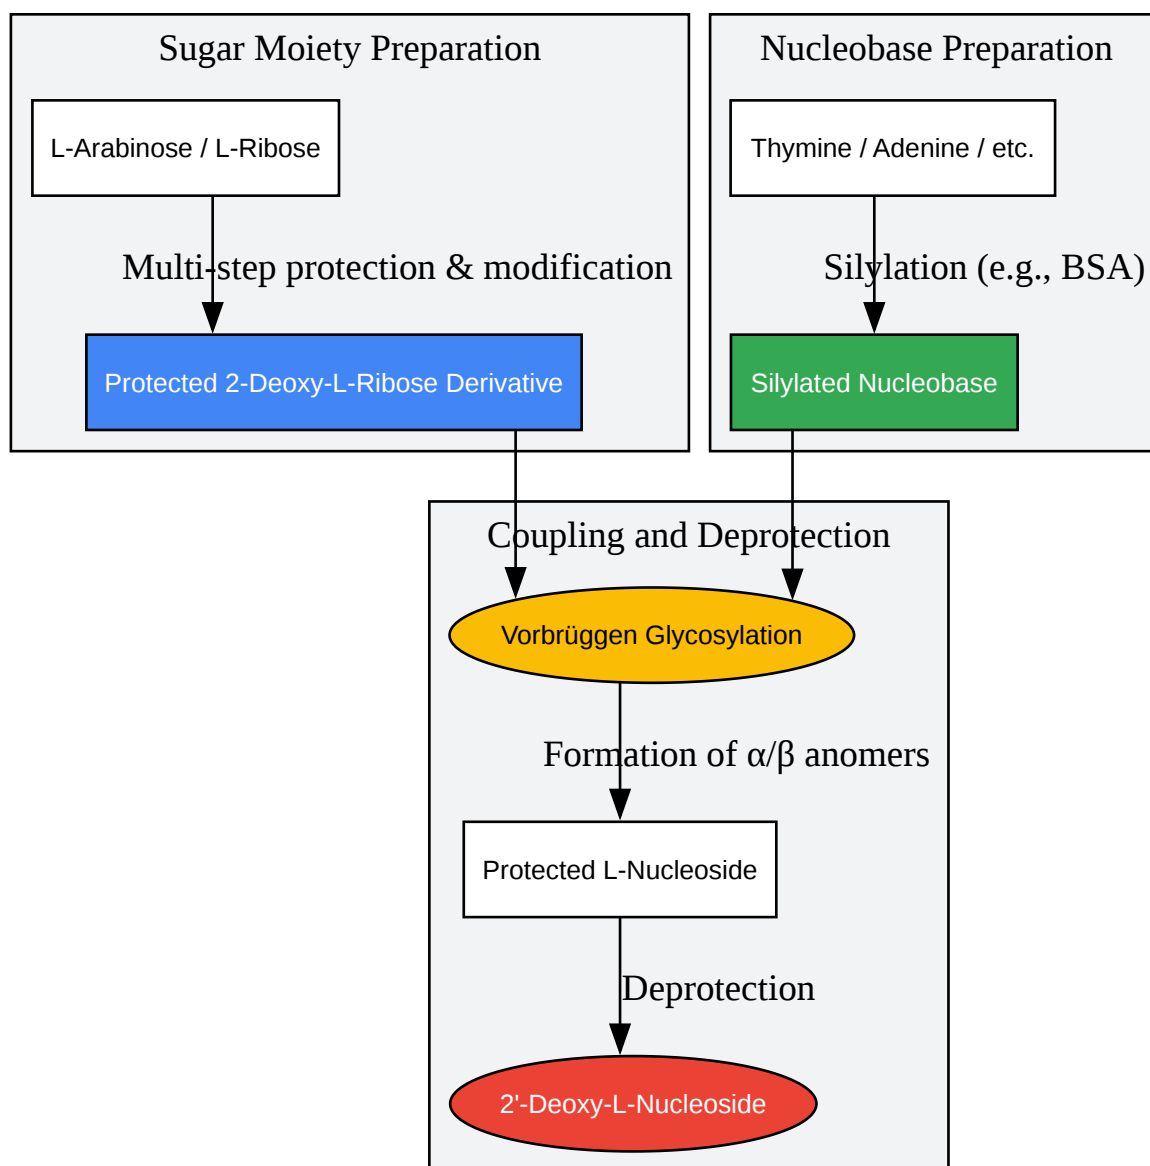 Sugar Moiety Preparation
L-Arabinose / L-Ribose
Multi-step protection & modification
Protected 2-Deoxy-L-Ribose Derivative
Nucleobase Preparation
Thymine / Adenine / etc.
Silylation (e.g., BSA)
Silylated Nucleobase
Coupling and Deprotection
Vorbrüggen Glycosylation
Formation of α/β anomers
Protected L-Nucleoside
Deprotection
2'-Deoxy-L-Nucleoside